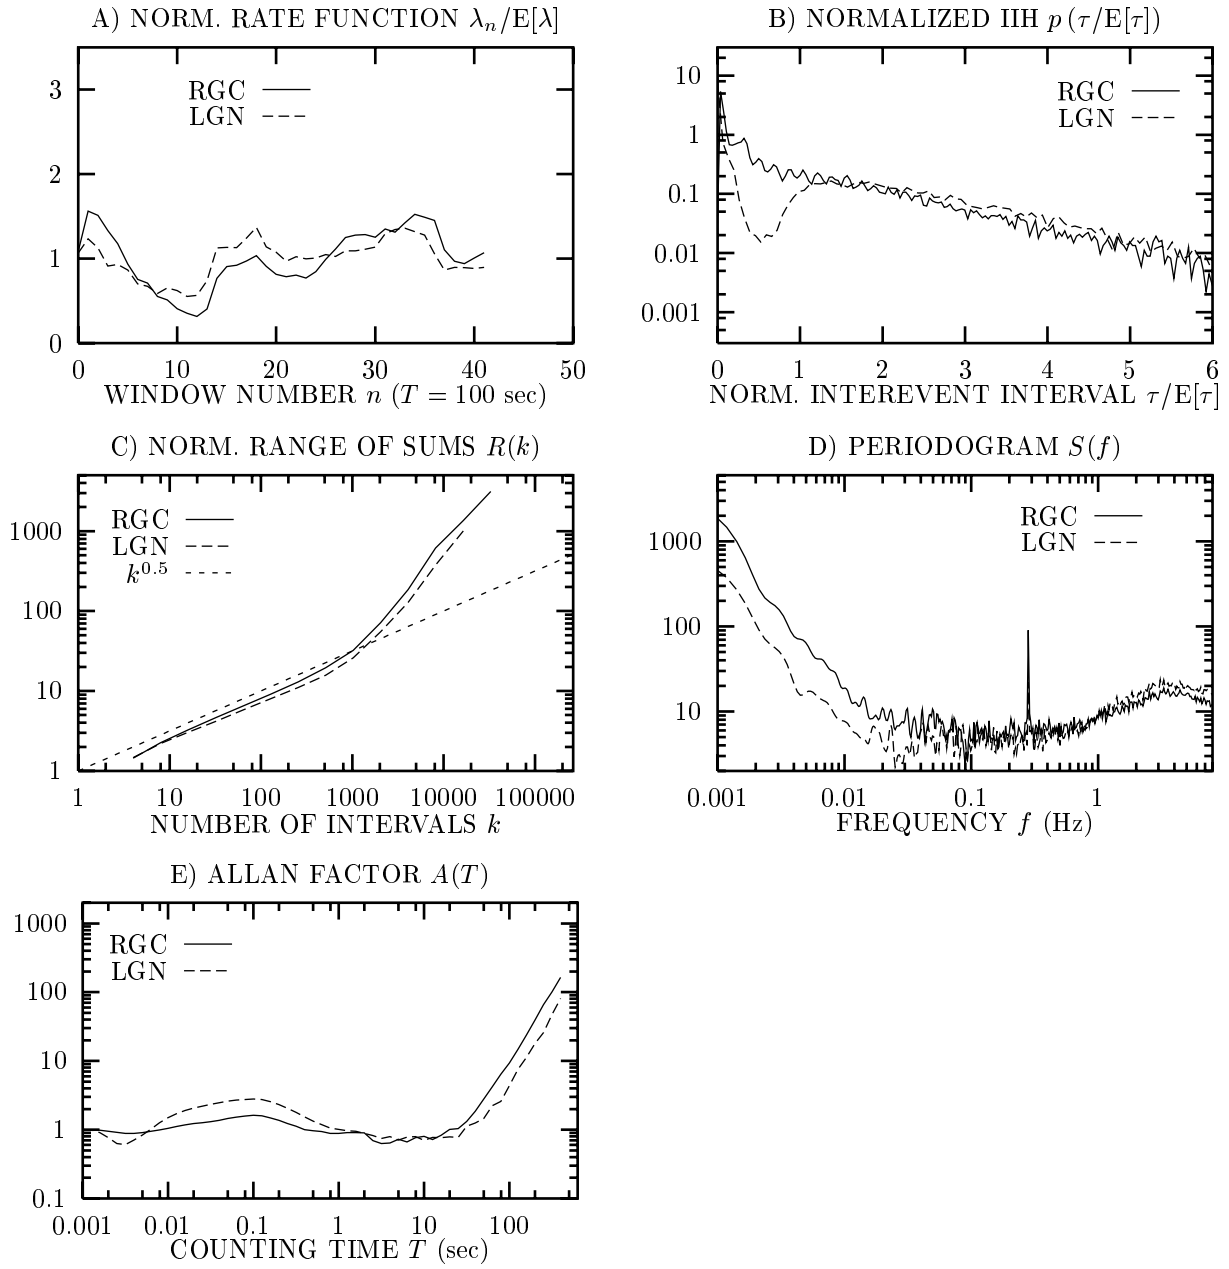 A) NORM. RATE FUNCTION λn/E[λ]
3
2
1
0
RGC
LGN
0 10 20 30 40 50
WINDOW NUMBER n (T = 100 sec)
B) NORMALIZED IIH p (τ/E[τ])
10
1
0.1
0.01
0.001
RGC
LGN
0 1 2 3 4 5 6
NORM. INTEREVENT INTERVAL τ/E[τ]
C) NORM. RANGE OF SUMS R(k)
1000
100
10
1
RGC
LGN
k^0.5
1 10 100 1000 10000 100000
NUMBER OF INTERVALS k
D) PERIODOGRAM S(f)
1000
100
10
RGC
LGN
0.001 0.01 0.1 1
FREQUENCY f (Hz)
E) ALLAN FACTOR A(T)
1000
100
10
1
0.1
RGC
LGN
0.001 0.01 0.1 1 10 100
COUNTING TIME T (sec)